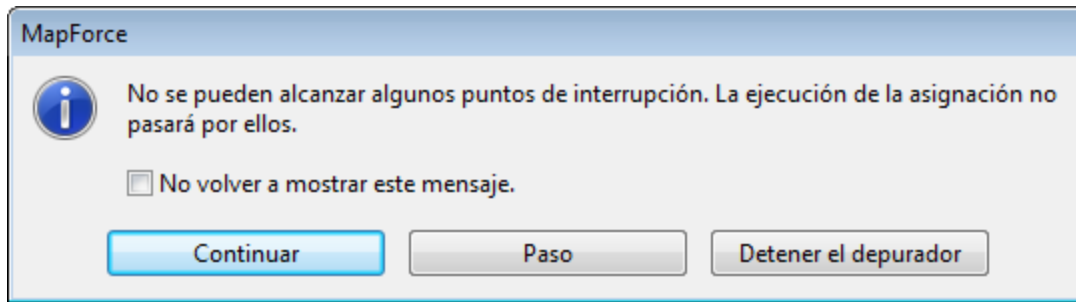 MapForce
No se pueden alcanzar algunos puntos de interrupción. La ejecución de la asignación no
pasará por ellos.
No volver a mostrar este mensaje.
Continuar
Paso
Detener el depurador